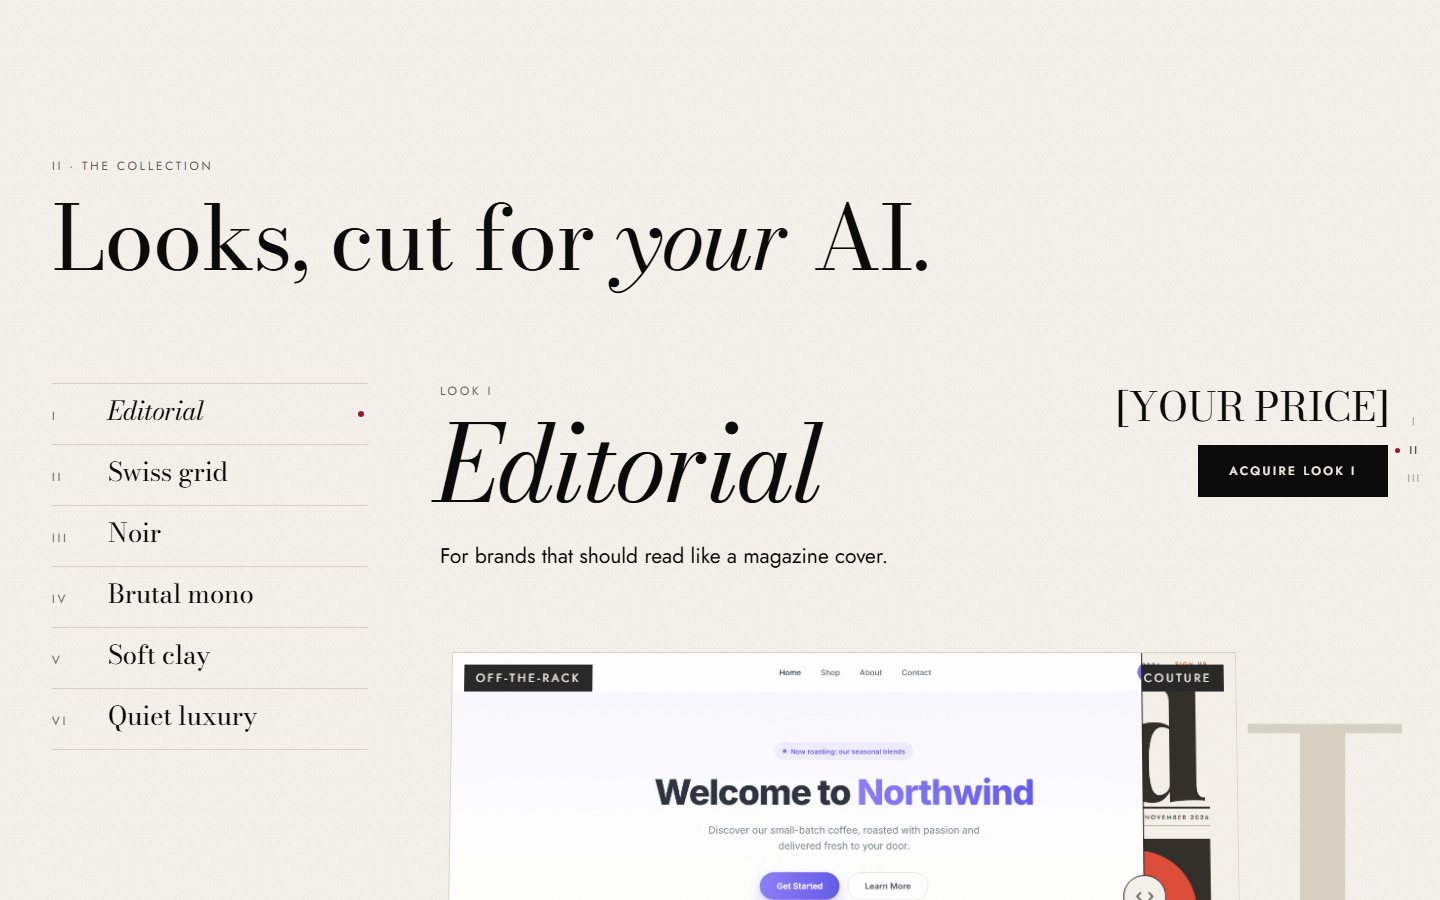 II · THE COLLECTION
Looks, cut for your AI.
I Editorial
II Swiss grid
III Noir
IV Brutal mono
V Soft clay
VI Quiet luxury
LOOK I
Editorial
For brands that should read like a magazine cover.
[YOUR PRICE]
ACQUIRE LOOK I
I
II
III
OFF-THE-RACK
Home Shop About Contact
SIGN UP
COUTURE
Now roasting: our seasonal blends
Welcome to Northwind
Discover our small-batch coffee, roasted with passion and
delivered fresh to your door.
Get Started Learn More
d
NOVEMBER 2026
I